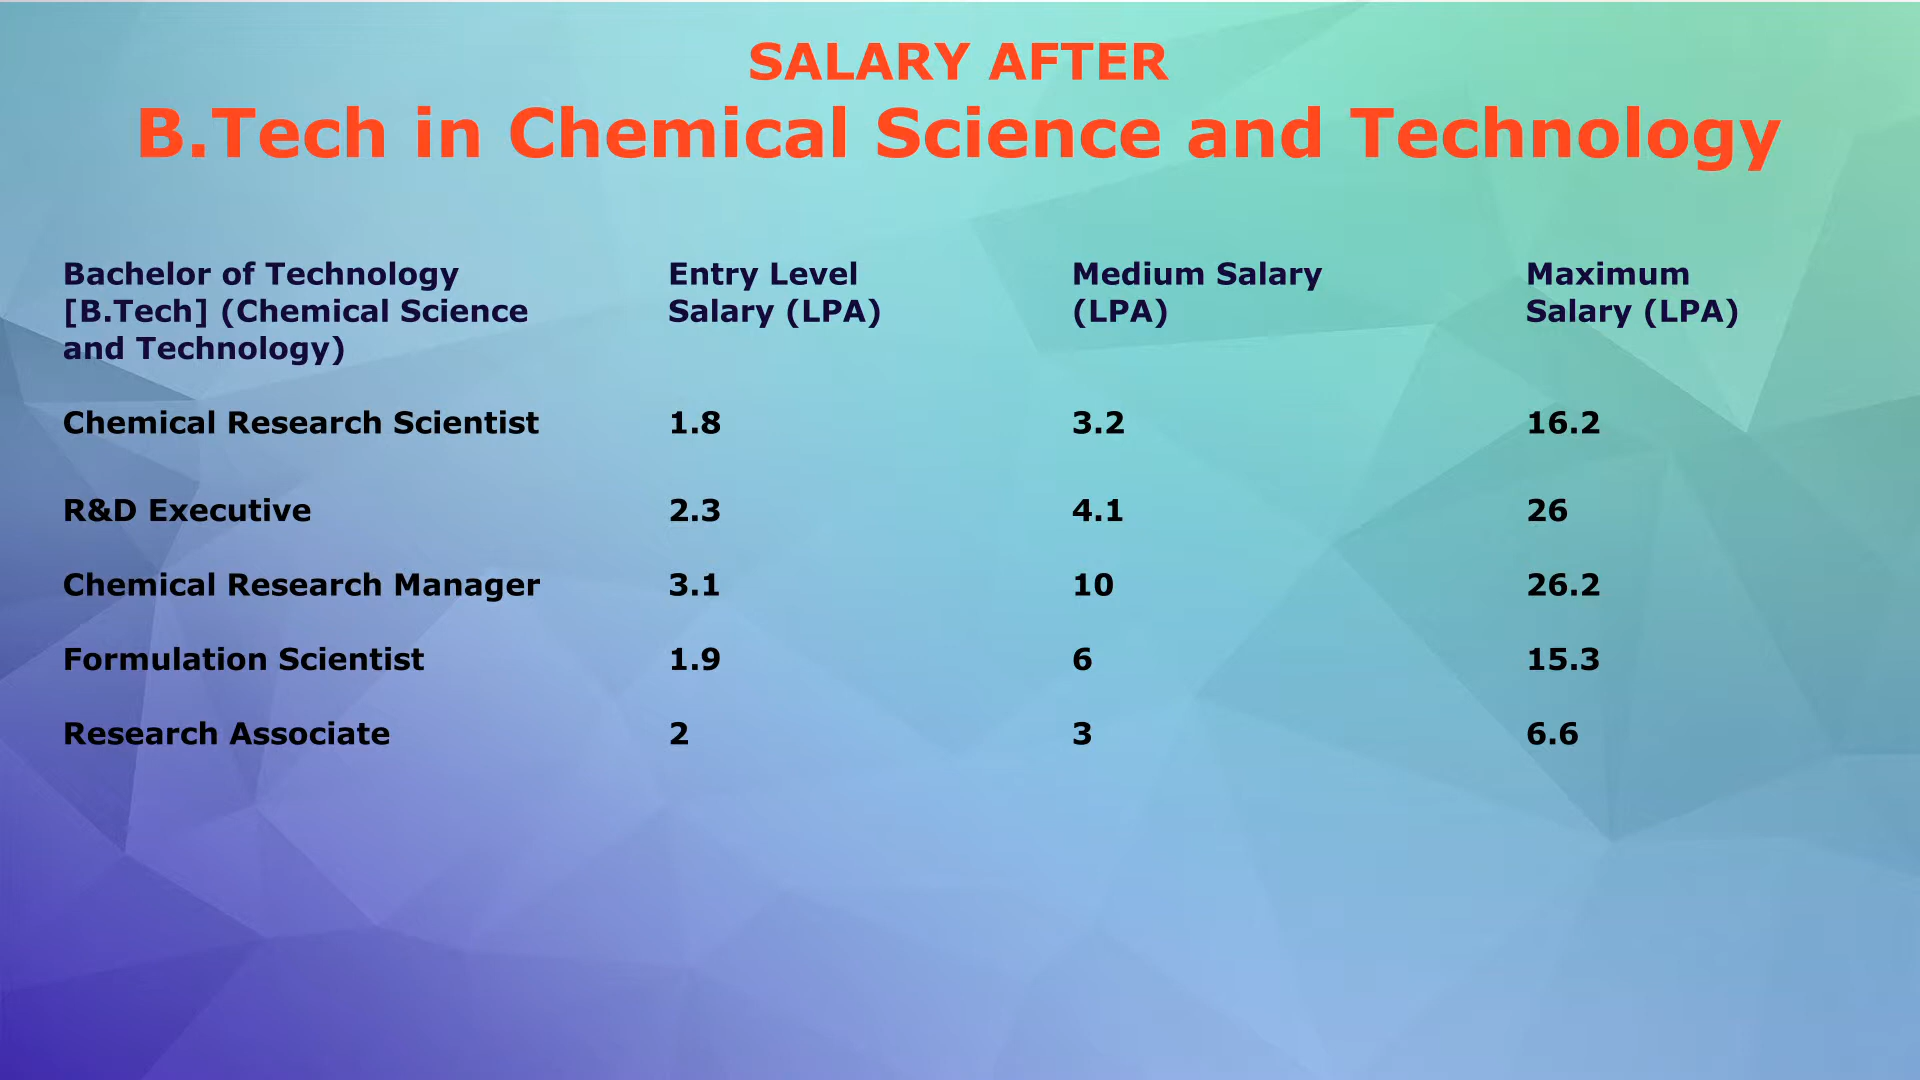 SALARY AFTER
B.Tech in Chemical Science and Technology
Bachelor of Technology [B.Tech] (Chemical Science and Technology) Entry Level Salary (LPA) Medium Salary (LPA) Maximum Salary (LPA)
Chemical Research Scientist 1.8 3.2 16.2
R&D Executive 2.3 4.1 26
Chemical Research Manager 3.1 10 26.2
Formulation Scientist 1.9 6 15.3
Research Associate 2 3 6.6